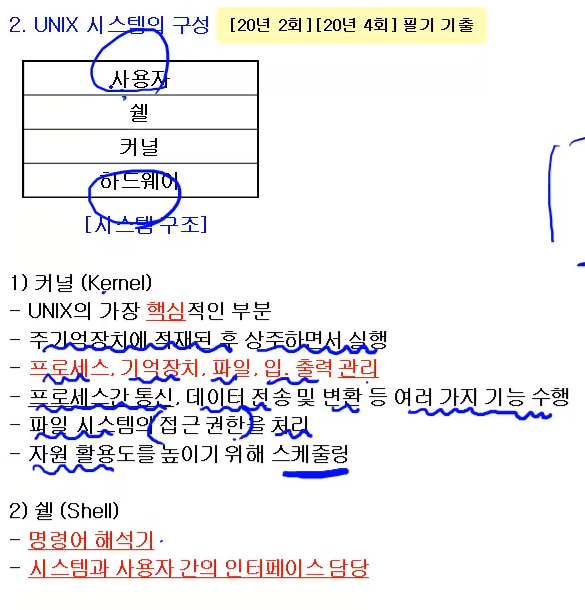 2. UNIX 시스템의 구성 [20년 2회][20년 4회] 필기 기출
사용자
쉘
커널
하드웨어
[시스템 구조]
1) 커널 (Kernel)
- UNIX의 가장 핵심적인 부분
- 주기억장치에 적재된 후 상주하면서 실행
- 프로세스, 기억장치, 파일, 입. 출력 관리
- 프로세스간 통신, 데이터 전송 및 변환 등 여러 가지 기능 수행
- 파일 시스템의 접근 권한을 처리
- 자원 활용도를 높이기 위해 스케줄링
2) 쉘 (Shell)
- 명령어 해석기
- 시스템과 사용자 간의 인터페이스 담당